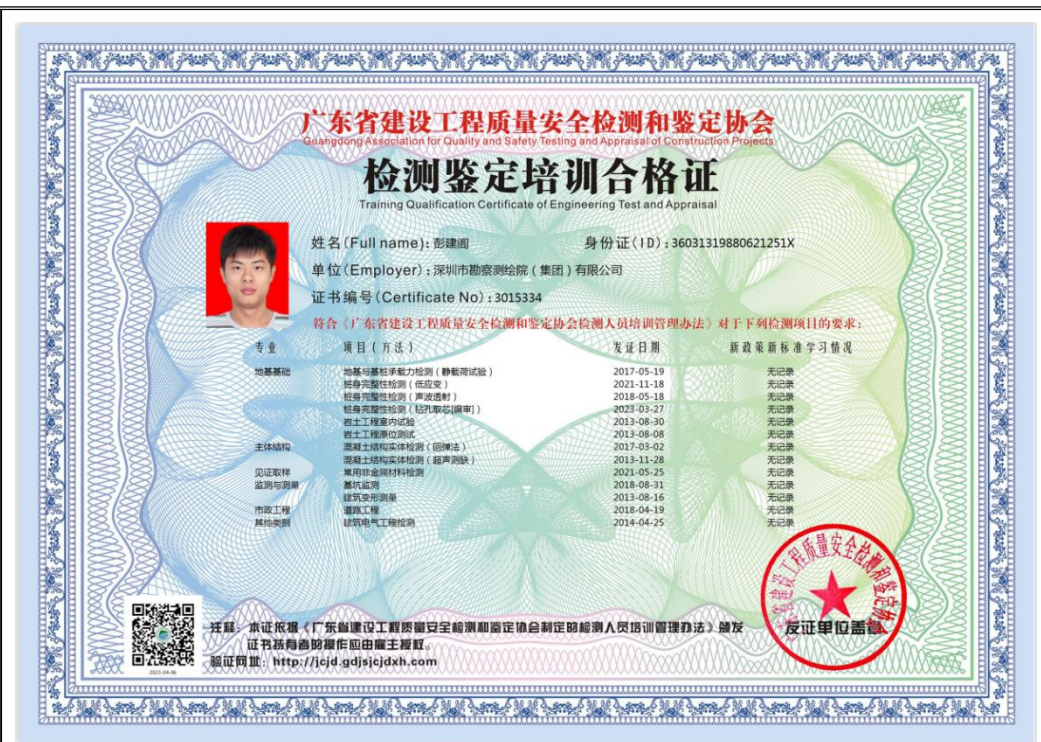 广东省建设工程质量安全检测和鉴定协会
Guangdong Association for Quality and Safety Testing and Appraisal of Construction Projects
检测鉴定培训合格证
Training Qualification Certificate of Engineering Test and Appraisal
姓名(Full name):彭建阁 身份证(ID):36031319880621251X
单位(Employer):深圳市勘察测绘院(集团)有限公司
证书编号(Certificate No):3015334
符合《广东省建设工程质量安全检测和鉴定协会检测人员培训管理办法》对于下列检测项目的要求:
专业 项目(方法) 发证日期 新政策新标准学习情况
地基基础 地基与基桩承载力检测(静载荷试验) 2017-05-19 无记录
桩身完整性检测(低应变) 2021-11-18 无记录
桩身完整性检测(声波透射) 2018-05-18 无记录
桩身完整性检测(钻孔取芯[编审]) 2023-03-27 无记录
岩土工程室内试验 2013-08-30 无记录
岩土工程原位测试 2013-08-08 无记录
主体结构 混凝土结构实体检测(回弹法) 2017-03-02 无记录
混凝土结构实体检测(超声测缺) 2013-11-28 无记录
见证取样 常用非金属材料检测 2021-05-25 无记录
监测与测量 基坑监测 2018-08-31 无记录
建筑变形测量 2013-08-16 无记录
市政工程 道路工程 2018-04-19 无记录
其他类别 建筑电气工程检测 2014-04-25 无记录
注释:本证依据《广东省建设工程质量安全检测和鉴定协会制定的检测人员培训管理办法》颁发
证书持有者的操作应由雇主授权。
验证网址:http://jcjd.gdjsjcjdxh.com
发证单位盖章
2023-04-06